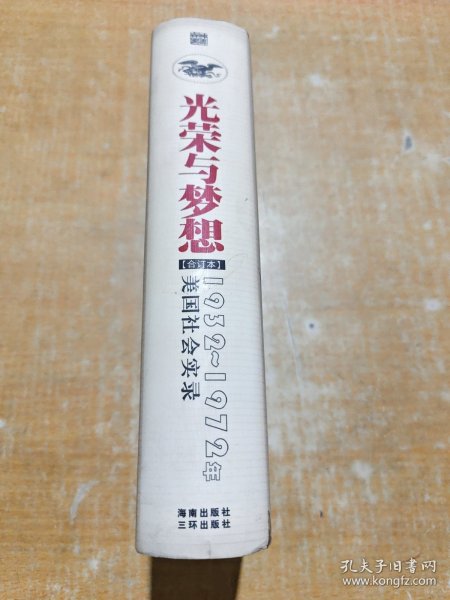 光荣与梦想
【合订本】
1932~1972年
美国社会实录
海南出版社
三环出版社
孔夫子旧书网
www.kongfz.com